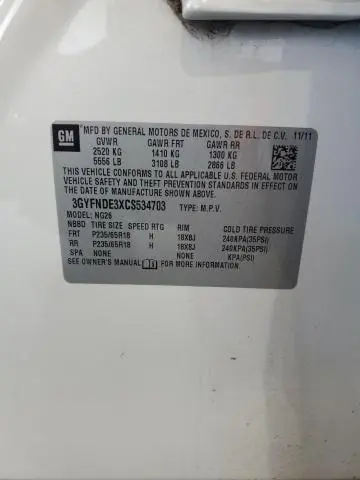 GM
MFD BY GENERAL MOTORS DE MEXICO, S. DE R.L. DE C.V. 11/11
GVWR GAWR FRT GAWR RR
2520 KG 1410 KG 1300 KG
5556 LB 3108 LB 2866 LB
THIS VEHICLE CONFORMS TO ALL APPLICABLE U.S. FEDERAL MOTOR
VEHICLE SAFETY AND THEFT PREVENTION STANDARDS IN EFFECT ON THE DATE
OF MANUFACTURE SHOWN ABOVE.
3GYFNDE3XCS534703 TYPE: M.P.V.
MODEL: NG26
NBBD TIRE SIZE SPEED RTG RIM COLD TIRE PRESSURE
FRT P235/65R18 H 18X8J 240KPA(35PSI)
RR P235/65R18 H 18X8J 240KPA(35PSI)
SPA NONE NONE KPA(PSI)
SEE OWNER'S MANUAL FOR MORE INFORMATION.